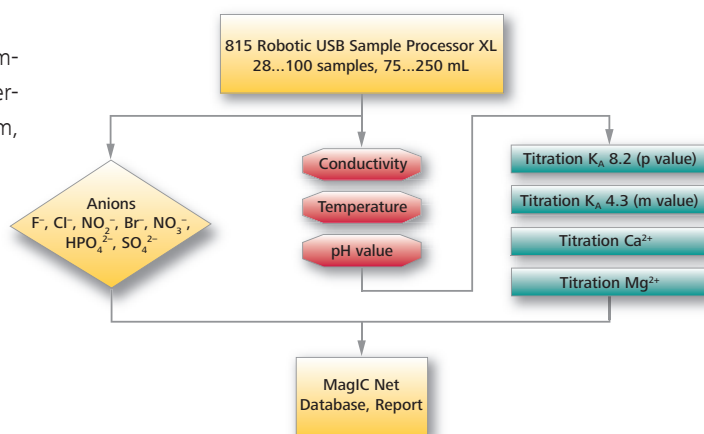 m-
er-
m,
815 Robotic USB Sample Processor XL
28...100 samples, 75...250 mL
Anions
F⁻, Cl⁻, NO₂⁻, Br⁻, NO₃⁻,
HPO₄²⁻, SO₄²⁻
Conductivity
Temperature
pH value
Titration K_A 8.2 (p value)
Titration K_A 4.3 (m value)
Titration Ca²⁺
Titration Mg²⁺
MagIC Net
Database, Report